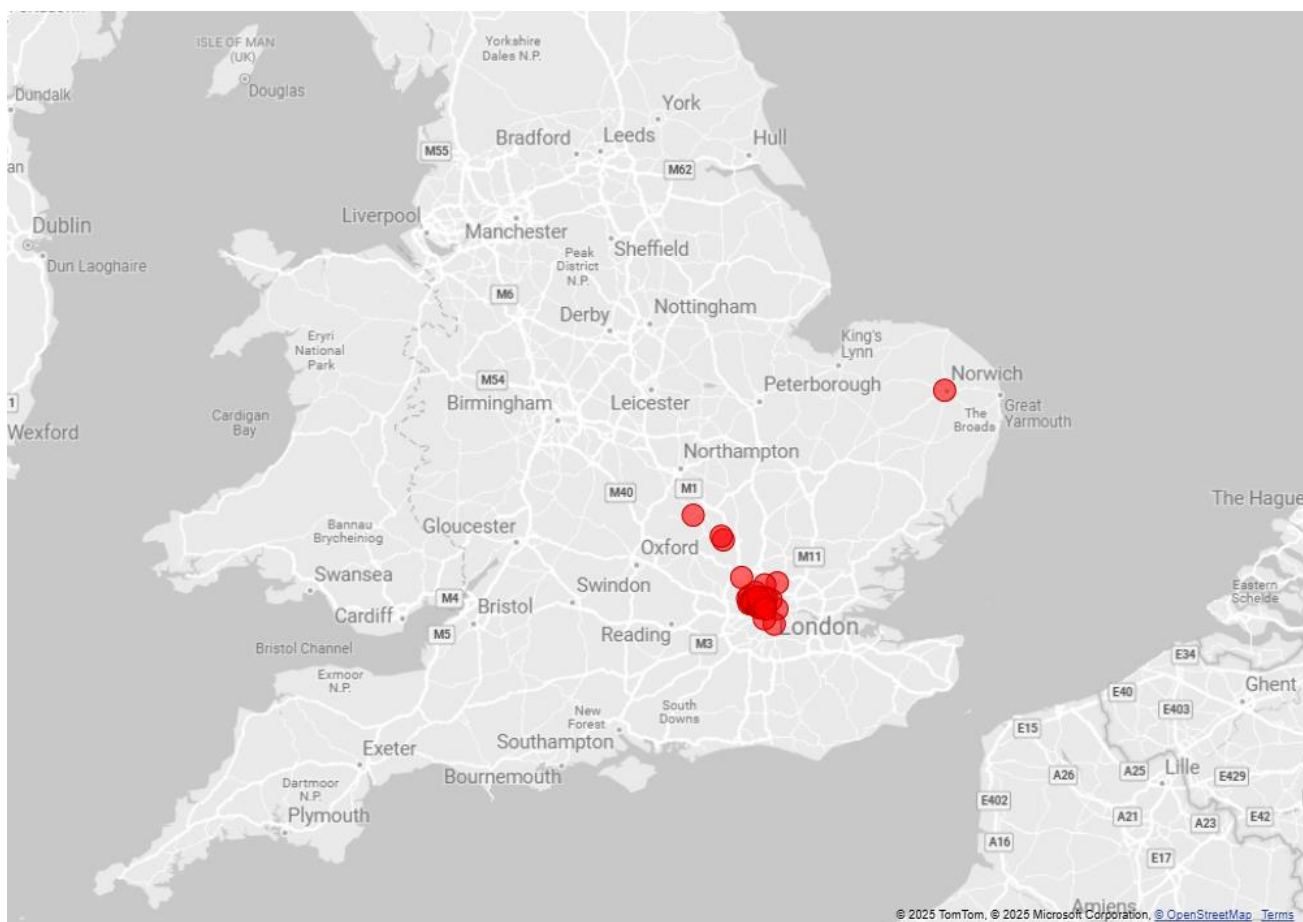 ISLE OF MAN
(UK)
Douglas
Dundalk
Yorkshire
Dales N.P.
York
Bradford
Leeds
Hull
M55
M62
an
Liverpool
Manchester
Dublin
Dun Laoghaire
Peak
District
N.P.
Sheffield
M6
Nottingham
Derby
Eryri
National
Park
King's
Lynn
M54
Peterborough
Norwich
1
Birmingham
Leicester
The
Broads
Great
Yarmouth
Cardigan
Bay
Wexford
Northampton
M40
M1
The Hague
Bannau
Brycheiniog
Gloucester
Oxford
M11
Swansea
Swindon
Eastern
Schelde
M4
Cardiff
Bristol
M5
Reading
London
M3
Bristol Channel
E34
Exmoor
N.P.
E40
Ghent
E403
New
Forest
South
Downs
E15
Southampton
Exeter
Bournemouth
A26
A25
Lille
E429
Dartmoor
N.P.
E402
Plymouth
A21
A23
E42
A16
E17
Amiens
© 2025 TomTom, © 2025 Microsoft Corporation, © OpenStreetMap Terms